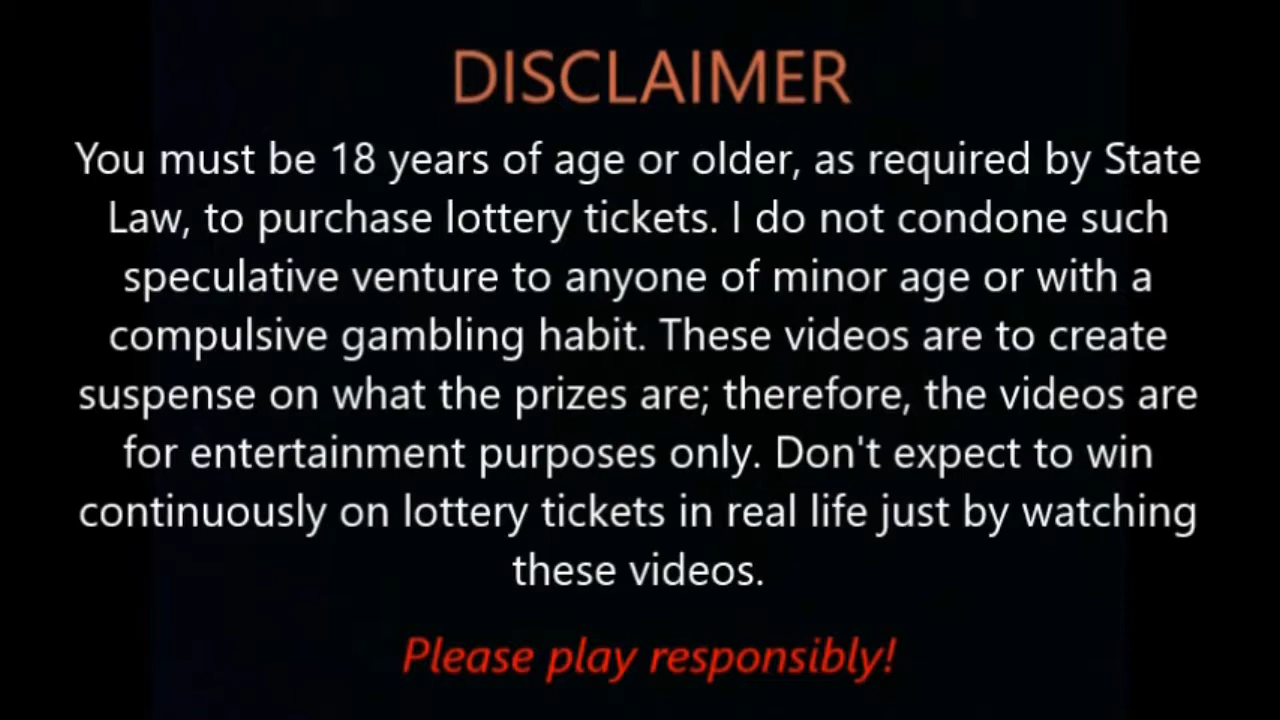 DISCLAIMER
You must be 18 years of age or older, as required by State
Law, to purchase lottery tickets. I do not condone such
speculative venture to anyone of minor age or with a
compulsive gambling habit. These videos are to create
suspense on what the prizes are; therefore, the videos are
for entertainment purposes only. Don't expect to win
continuously on lottery tickets in real life just by watching
these videos.
Please play responsibly!